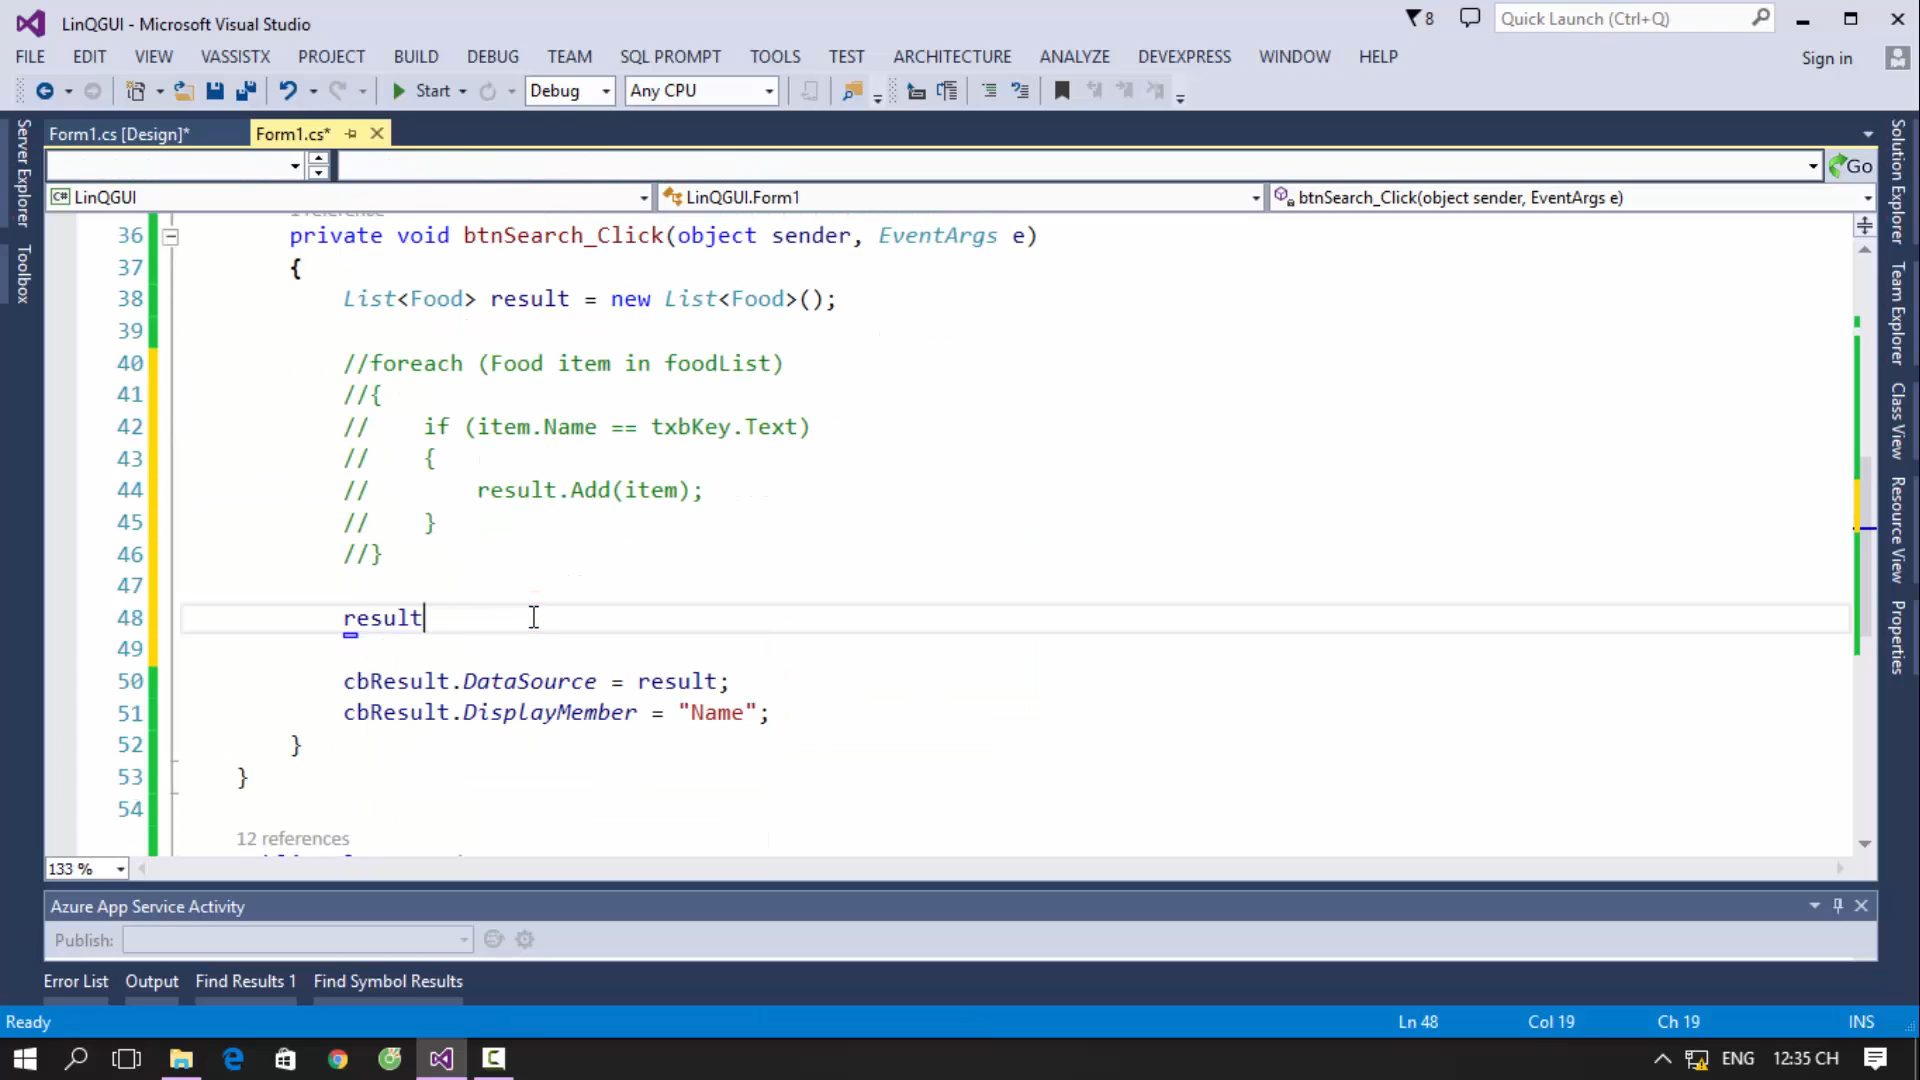 LinQGUI - Microsoft Visual Studio
8
Quick Launch (Ctrl+Q)
FILE EDIT VIEW VASSISTX PROJECT BUILD DEBUG TEAM SQL PROMPT TOOLS TEST ARCHITECTURE ANALYZE DEVEXPRESS WINDOW HELP
Sign in
Start Debug Any CPU
Form1.cs [Design]* Form1.cs*
Go
LinQGUI LinQGUI.Form1 btnSearch_Click(object sender, EventArgs e)
1 reference
36 private void btnSearch_Click(object sender, EventArgs e)
37 {
38 List<Food> result = new List<Food>();
39
40 //foreach (Food item in foodList)
41 //{
42 // if (item.Name == txbKey.Text)
43 // {
44 // result.Add(item);
45 // }
46 //}
47
48 result
49
50 cbResult.DataSource = result;
51 cbResult.DisplayMember = "Name";
52 }
53 }
54
12 references
133 %
Server Explorer
Toolbox
Solution Explorer
Team Explorer
Class View
Resource View
Properties
Azure App Service Activity
Publish:
Error List Output Find Results 1 Find Symbol Results
Ready Ln 48 Col 19 Ch 19 INS
ENG 12:35 CH